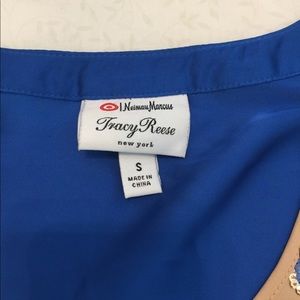 Neiman Marcus
Tracy Reese
new york
S
MADE IN
CHINA